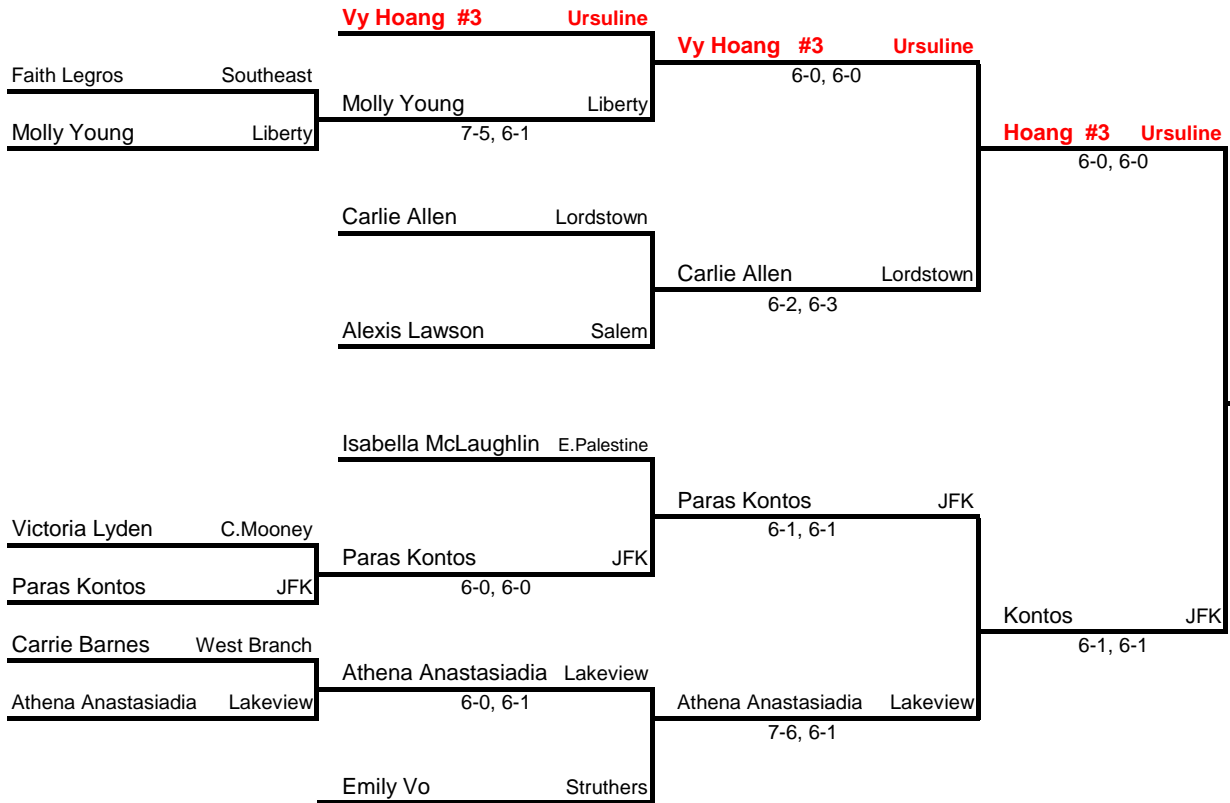 Vy Hoang #3 Ursuline
Vy Hoang #3 Ursuline
6-0, 6-0
Faith Legros Southeast
Molly Young Liberty
Molly Young Liberty
7-5, 6-1
Hoang #3 Ursuline
6-0, 6-0
Carlie Allen Lordstown
Carlie Allen Lordstown
6-2, 6-3
Alexis Lawson Salem
Isabella McLaughlin E.Palestine
Paras Kontos JFK
6-1, 6-1
Victoria Lyden C.Mooney
Paras Kontos JFK
6-0, 6-0
Paras Kontos JFK
Kontos JFK
6-1, 6-1
Carrie Barnes West Branch
Athena Anastasiadia Lakeview
6-0, 6-1
Athena Anastasiadia Lakeview
Athena Anastasiadia Lakeview
7-6, 6-1
Emily Vo Struthers